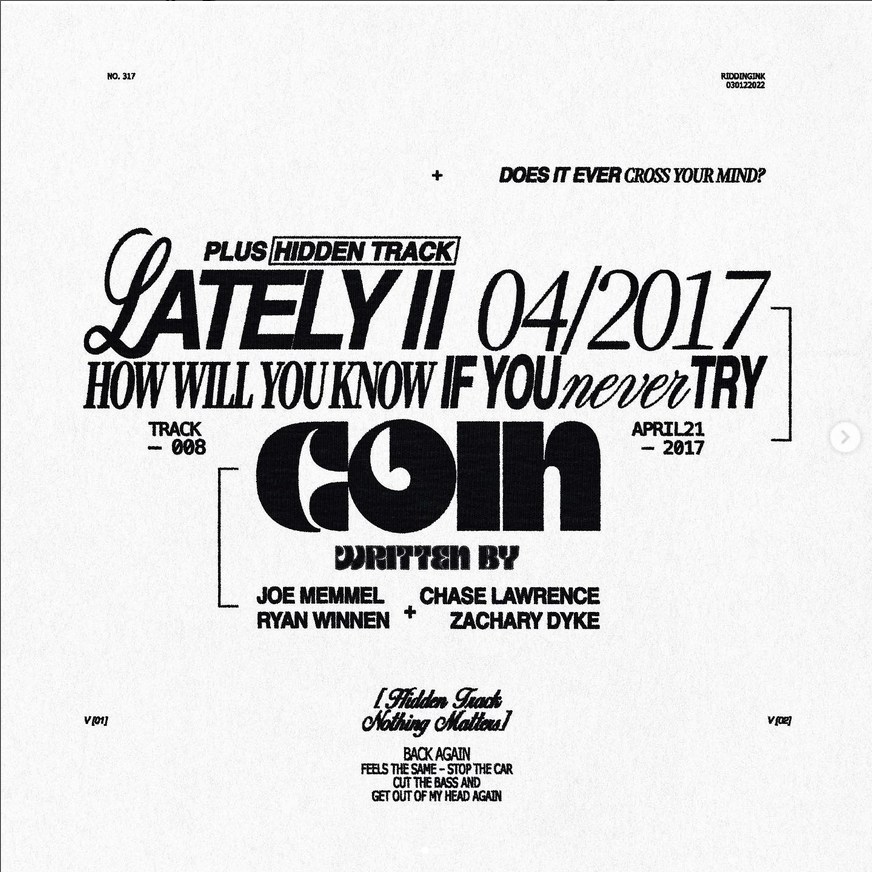 NO. 317
RIDDINGINK
030122022
+ DOES IT EVER CROSS YOUR MIND?
PLUS HIDDEN TRACK
LATELY II 04/2017
HOW WILL YOU KNOW IF YOU never TRY
TRACK
— 008
COIN
APRIL21
— 2017
WRITTEN BY
JOE MEMMEL + CHASE LAWRENCE
RYAN WINNEN ZACHARY DYKE
[Hidden Track
Nothing Matters]
V [01]
V [02]
BACK AGAIN
FEELS THE SAME – STOP THE CAR
CUT THE BASS AND
GET OUT OF MY HEAD AGAIN